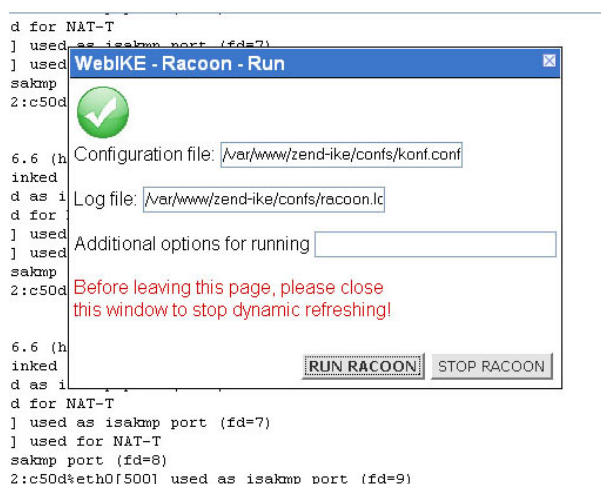 d for NAT-T
] used as isakmp port (fd=7)
] used
sakmp
2:c50d
WebIKE - Racoon - Run
6.6 (h
inked
d as i
d for
] used
] used
sakmp
2:c50d
Configuration file: /var/www/zend-ike/confs/konf.conf
Log file: /var/www/zend-ike/confs/racoon.lo
Additional options for running
Before leaving this page, please close
this window to stop dynamic refreshing!
RUN RACOON STOP RACOON
6.6 (h
inked
d as i
d for NAT-T
] used as isakmp port (fd=7)
] used for NAT-T
sakmp port (fd=8)
2:c50d%eth0[500] used as isakmp port (fd=9)